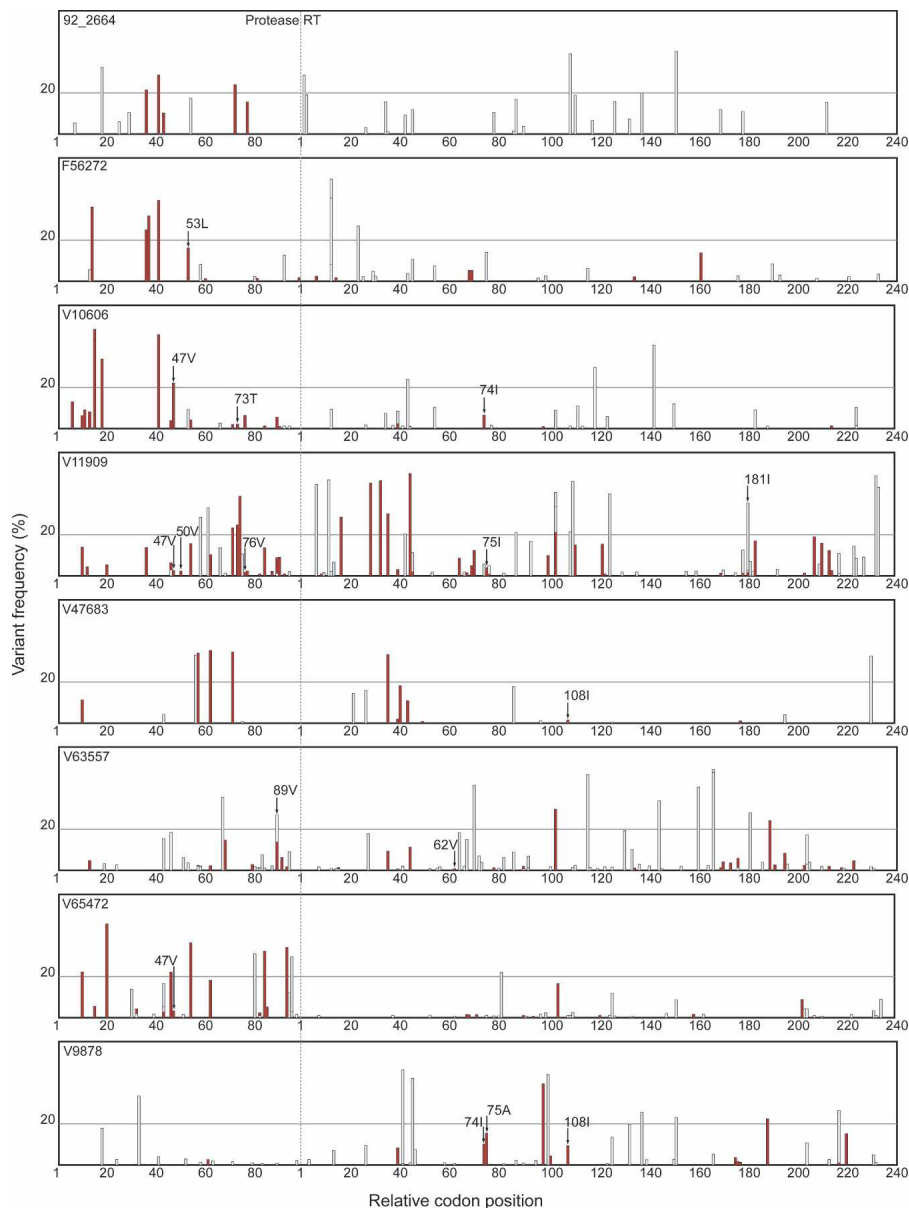 92_2664 Protease RT
20
1 20 40 60 80 1 20 40 60 80 100 120 140 160 180 200 220 240
F56272
53L
20
1 20 40 60 80 1 20 40 60 80 100 120 140 160 180 200 220 240
V10606
47V
73T
74I
20
1 20 40 60 80 1 20 40 60 80 100 120 140 160 180 200 220 240
V11909
181I
47V 50V 76V 75I
20
1 20 40 60 80 1 20 40 60 80 100 120 140 160 180 200 220 240
V47683
108I
20
1 20 40 60 80 1 20 40 60 80 100 120 140 160 180 200 220 240
V63557
89V
62V
20
1 20 40 60 80 1 20 40 60 80 100 120 140 160 180 200 220 240
V65472
47V
20
1 20 40 60 80 1 20 40 60 80 100 120 140 160 180 200 220 240
V9878
74I 75A 108I
20
1 20 40 60 80 1 20 40 60 80 100 120 140 160 180 200 220 240
Variant frequency (%)
Relative codon position